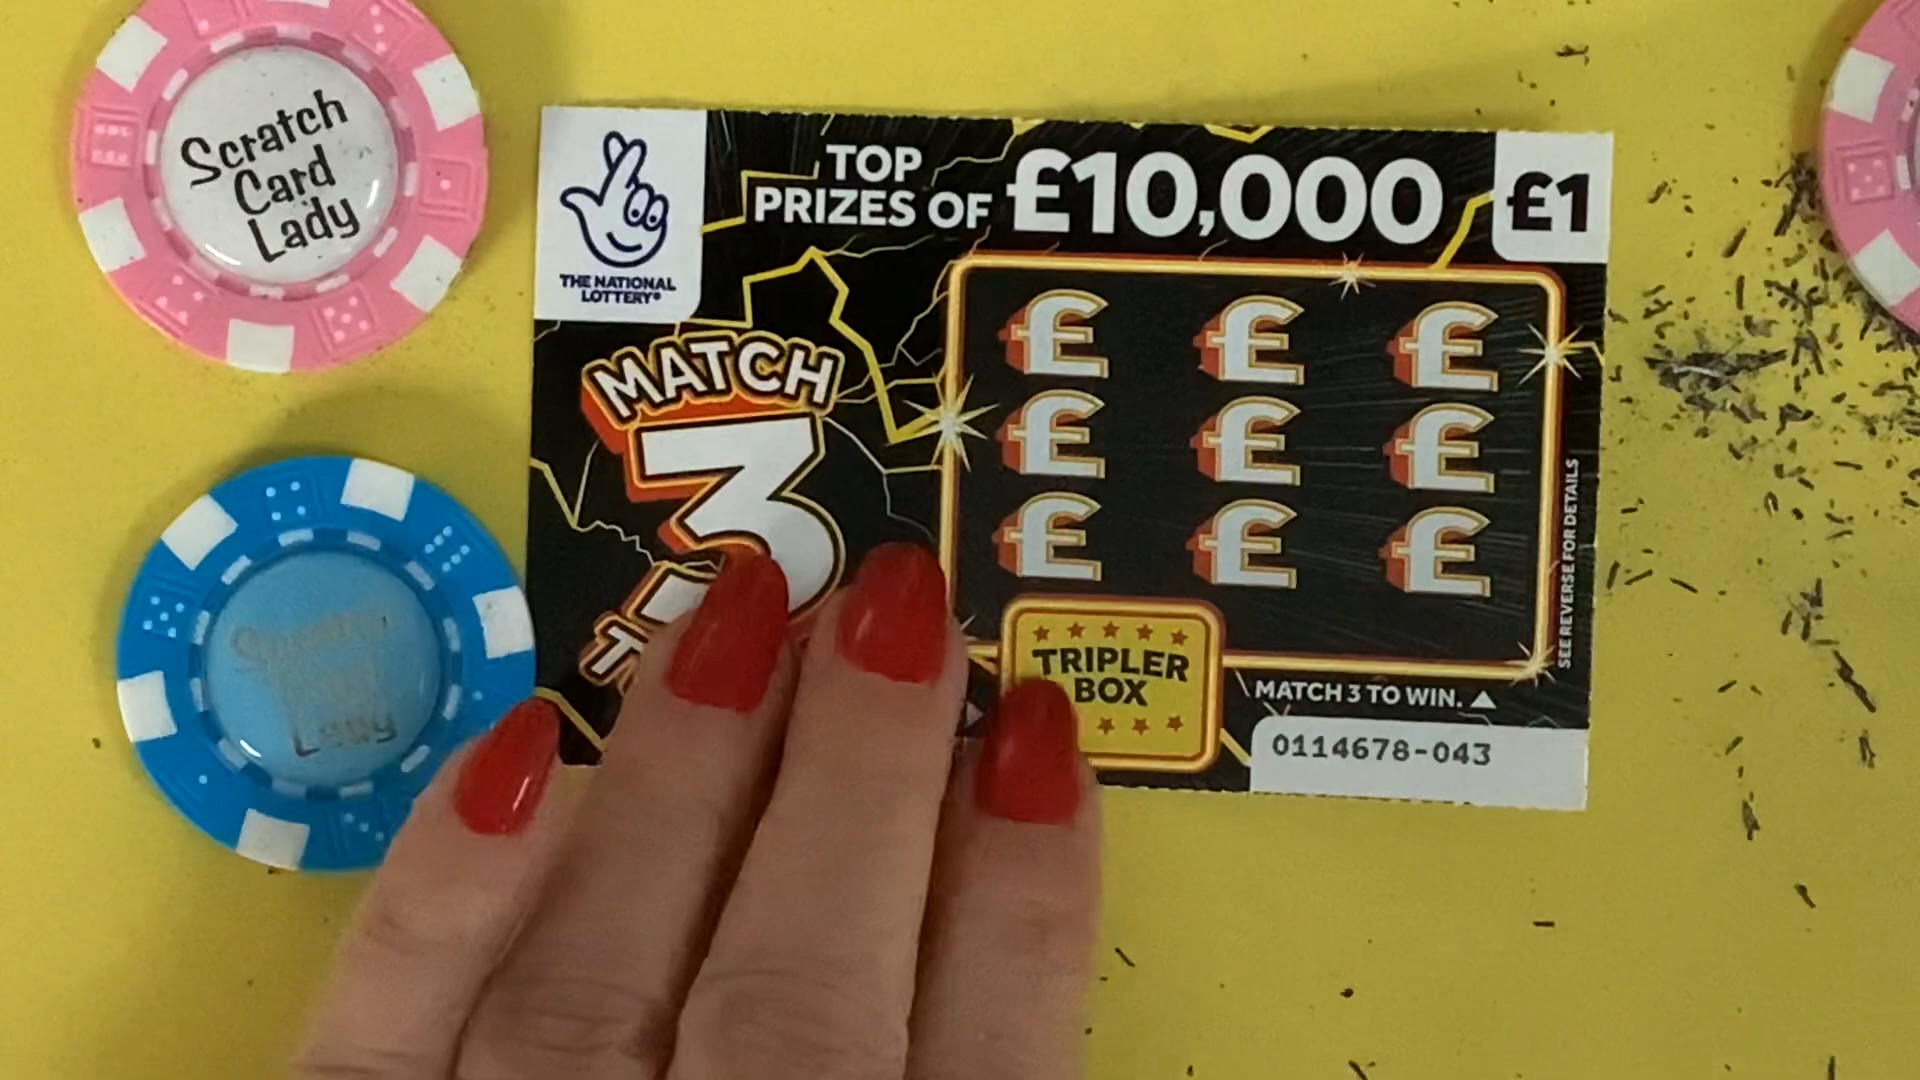 Scratch
Card
Lady
THE NATIONAL
LOTTERY®
TOP
PRIZES OF £10,000
£1
MATCH
3
£ £ £
£ £ £
£ £ £
TRIPLER
BOX
MATCH 3 TO WIN.
0114678-043
SEE REVERSE FOR DETAILS
Lady